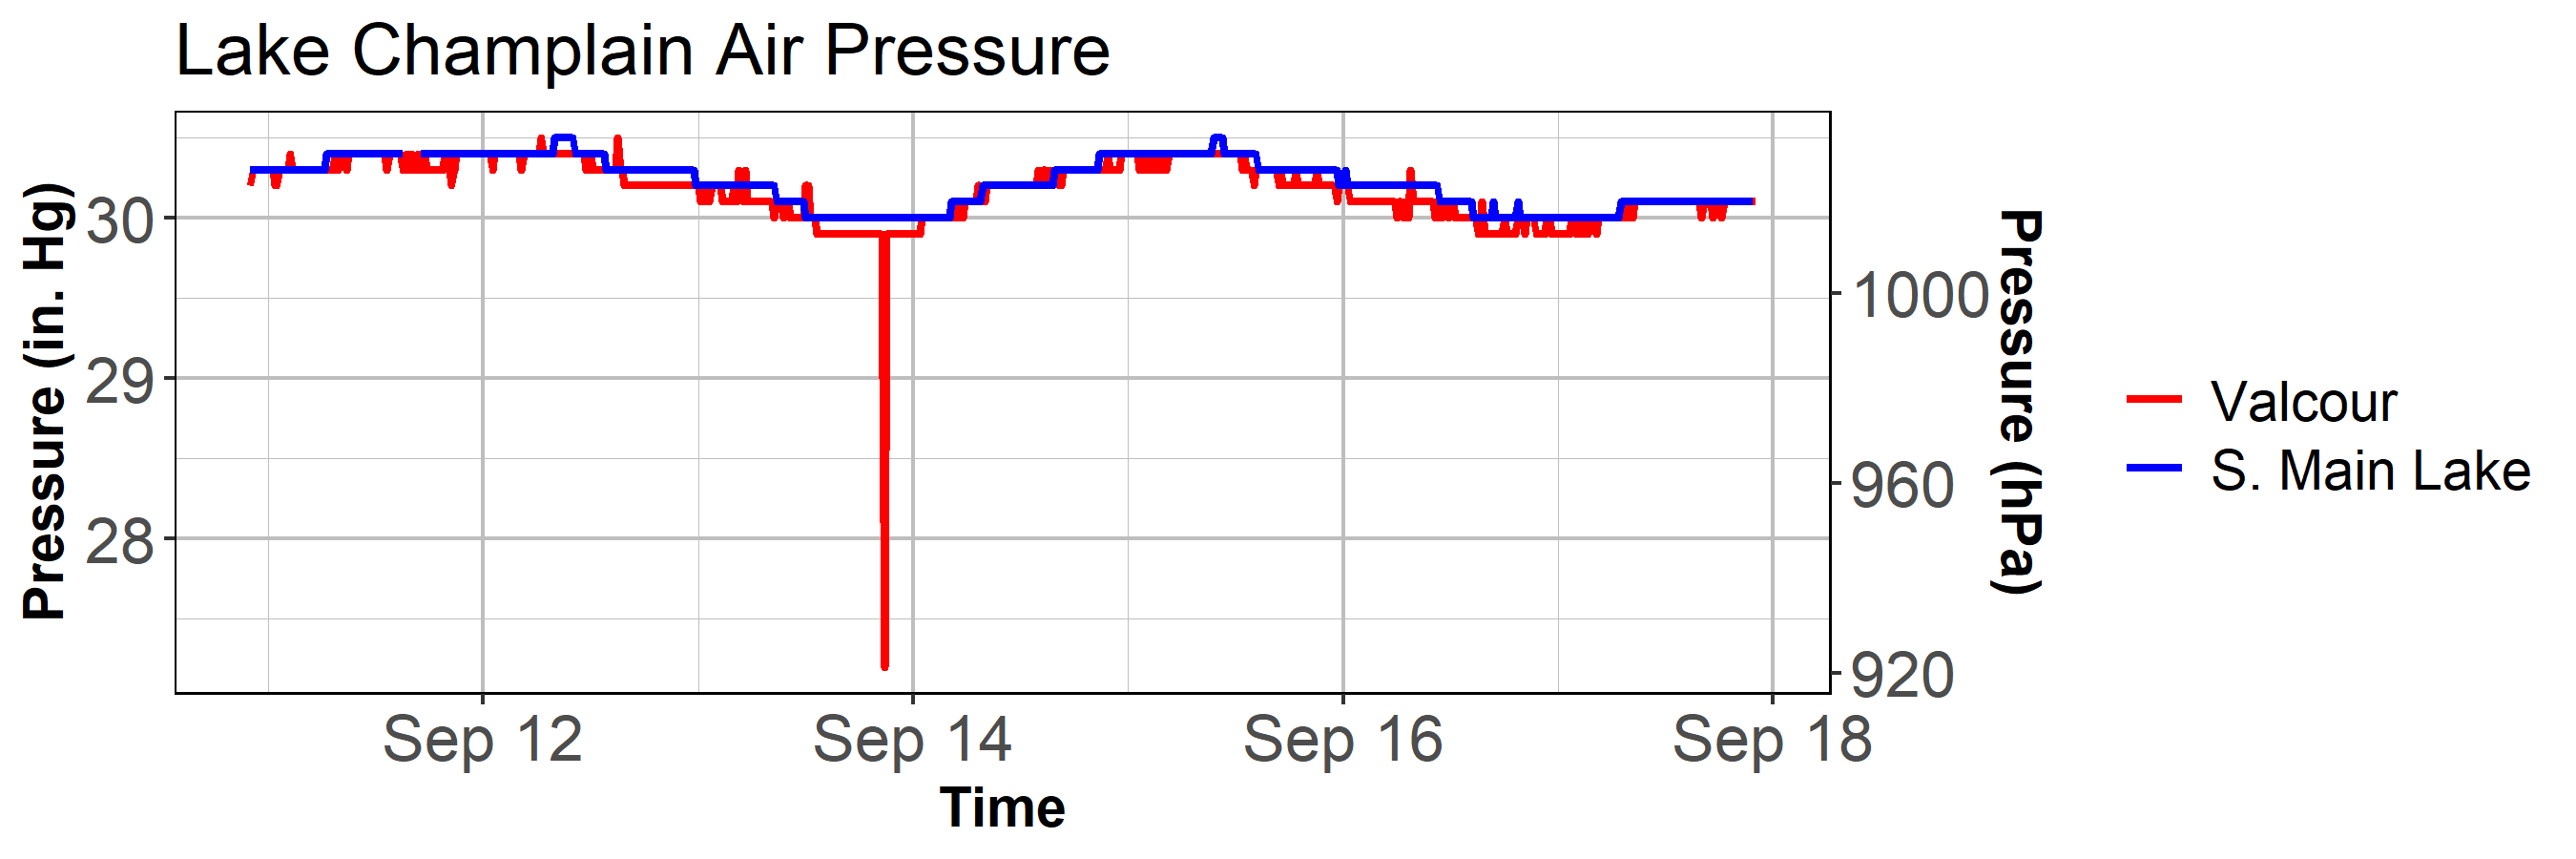 Lake Champlain Air Pressure
Pressure (in. Hg)
30
29
28
1000
960
920
Pressure (hPa)
Sep 12
Sep 14
Sep 16
Sep 18
Time
Valcour
S. Main Lake